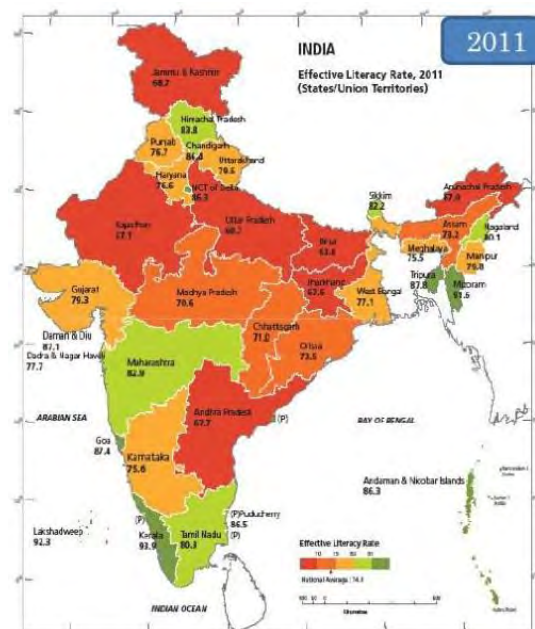 2011
INDIA
Effective Literacy Rate, 2011
(States/Union Territories)
Jammu & Kashmir
68.7
Himachal Pradesh
83.8
Punjab
76.7
Chandigarh
86.4
Uttarakhand
79.6
Haryana
76.6
NCT of Delhi
86.3
Rajasthan
67.1
Uttar Pradesh
Bihar
63.8
Sikkim
82.2
Arunachal Pradesh
Assam
73.2
Nagaland
80.1
Meghalaya
75.5
Manipur
79.8
Tripura
87.8
Mizoram
91.6
Gujarat
79.3
Madhya Pradesh
70.6
Jharkhand
67.6
West Bengal
77.1
Daman & Diu
87.1
Dadra & Nagar Haveli
77.7
Chhattisgarh
71.0
Orissa
73.5
Maharashtra
82.9
ARABIAN SEA
Andhra Pradesh
67.7
(P)
BAY OF BENGAL
Goa
87.4
Karnataka
75.6
Andaman & Nicobar Islands
86.3
(P)
(P)Puducherry
86.5
(P)
Lakshadweep
92.3
Kerala
93.9
Tamil Nadu
80.3
Effective Literacy Rate
National Average : 74.0
INDIAN OCEAN
Kilometres